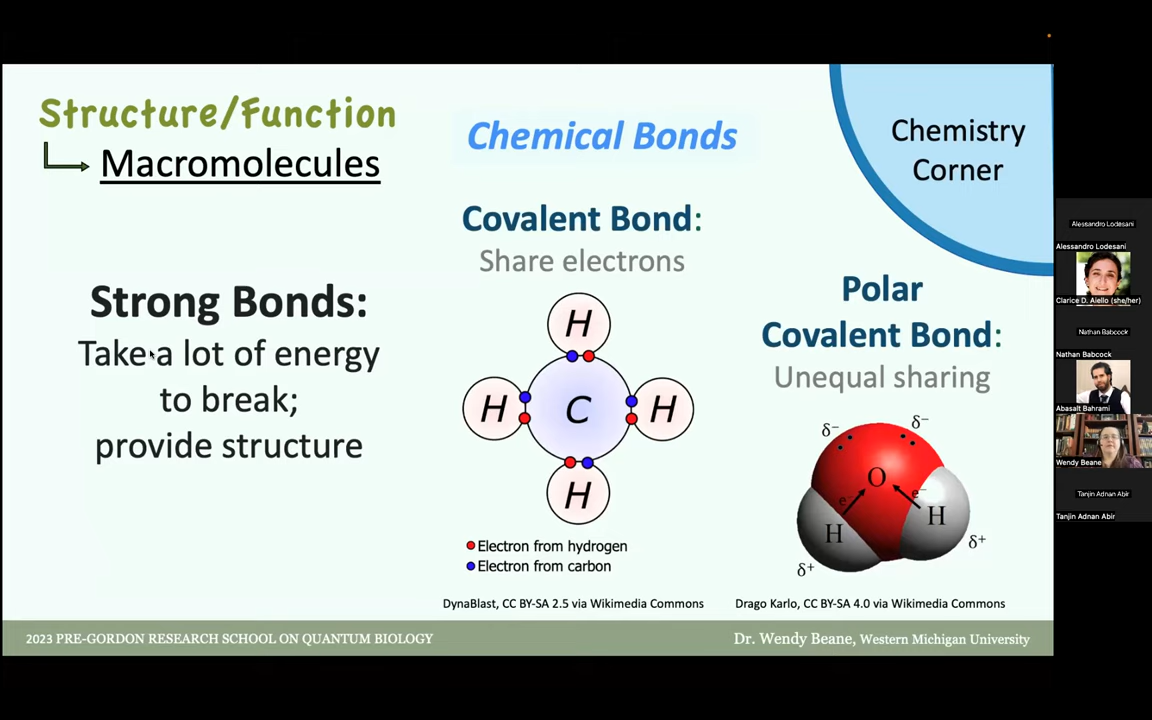 Structure/Function
Macromolecules
Chemical Bonds
Chemistry
Corner
Strong Bonds:
Take a lot of energy
to break;
provide structure
Covalent Bond:
Share electrons
H
H
C
H
H
Electron from hydrogen
Electron from carbon
DynaBlast, CC BY-SA 2.5 via Wikimedia Commons
Polar
Covalent Bond:
Unequal sharing
δ⁻
δ⁻
O
e⁻
e⁻
H
H
δ⁺
δ⁺
Drago Karlo, CC BY-SA 4.0 via Wikimedia Commons
2023 PRE-GORDON RESEARCH SCHOOL ON QUANTUM BIOLOGY
Dr. Wendy Beane, Western Michigan University
Alessandro Lodesani
Alessandro Lodesani
Clarice D. Aiello (she/her)
Nathan Babcock
Nathan Babcock
Abasalt Bahrami
Wendy Beane
Tanjin Adnan Abir
Tanjin Adnan Abir